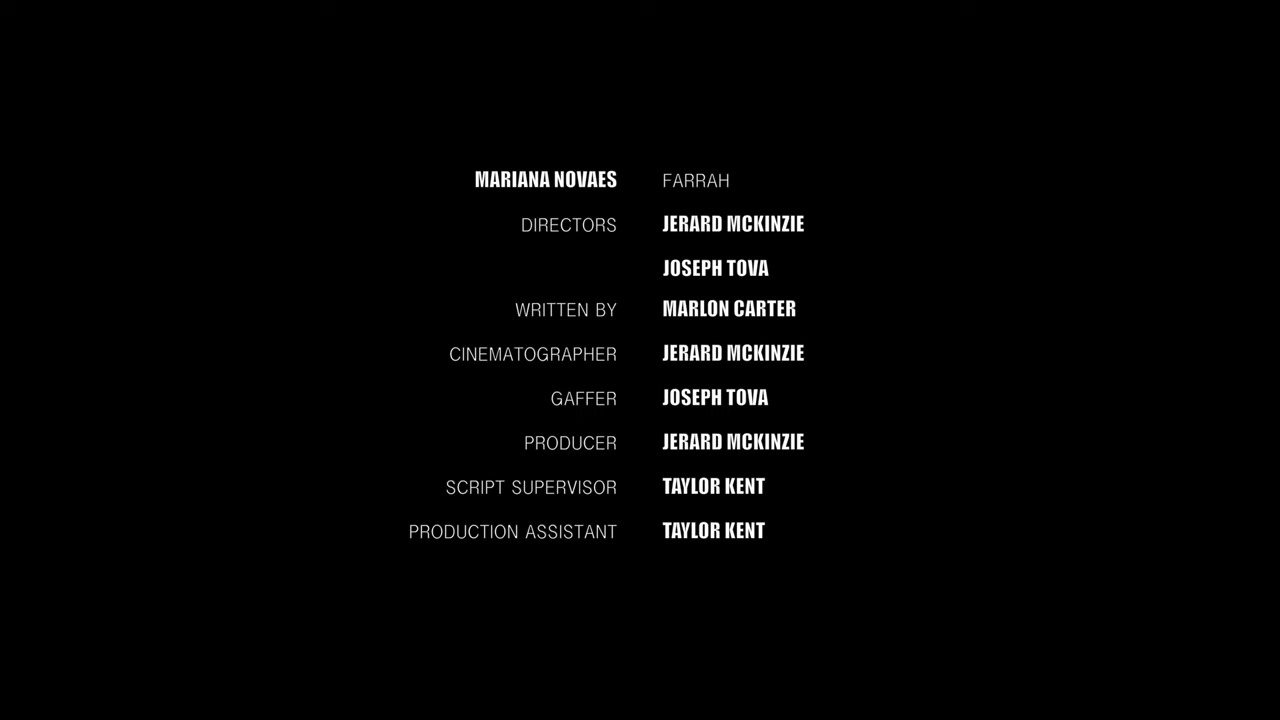 MARIANA NOVAES FARRAH
DIRECTORS JERARD MCKINZIE
JOSEPH TOVA
WRITTEN BY MARLON CARTER
CINEMATOGRAPHER JERARD MCKINZIE
GAFFER JOSEPH TOVA
PRODUCER JERARD MCKINZIE
SCRIPT SUPERVISOR TAYLOR KENT
PRODUCTION ASSISTANT TAYLOR KENT